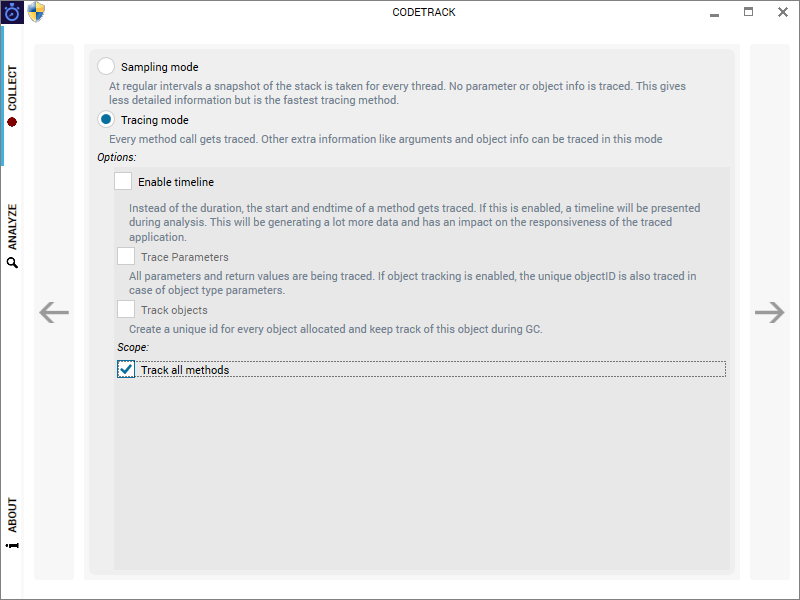 CODETRACK
COLLECT
ANALYZE
ABOUT
Sampling mode
At regular intervals a snapshot of the stack is taken for every thread. No parameter or object info is traced. This gives
less detailed information but is the fastest tracing method.
Tracing mode
Every method call gets traced. Other extra information like arguments and object info can be traced in this mode
Options:
Enable timeline
Instead of the duration, the start and endtime of a method gets traced. If this is enabled, a timeline will be presented
during analysis. This will be generating a lot more data and has an impact on the responsiveness of the traced
application.
Trace Parameters
All parameters and return values are being traced. If object tracking is enabled, the unique objectID is also traced in
case of object type parameters.
Track objects
Create a unique id for every object allocated and keep track of this object during GC.
Scope:
Track all methods